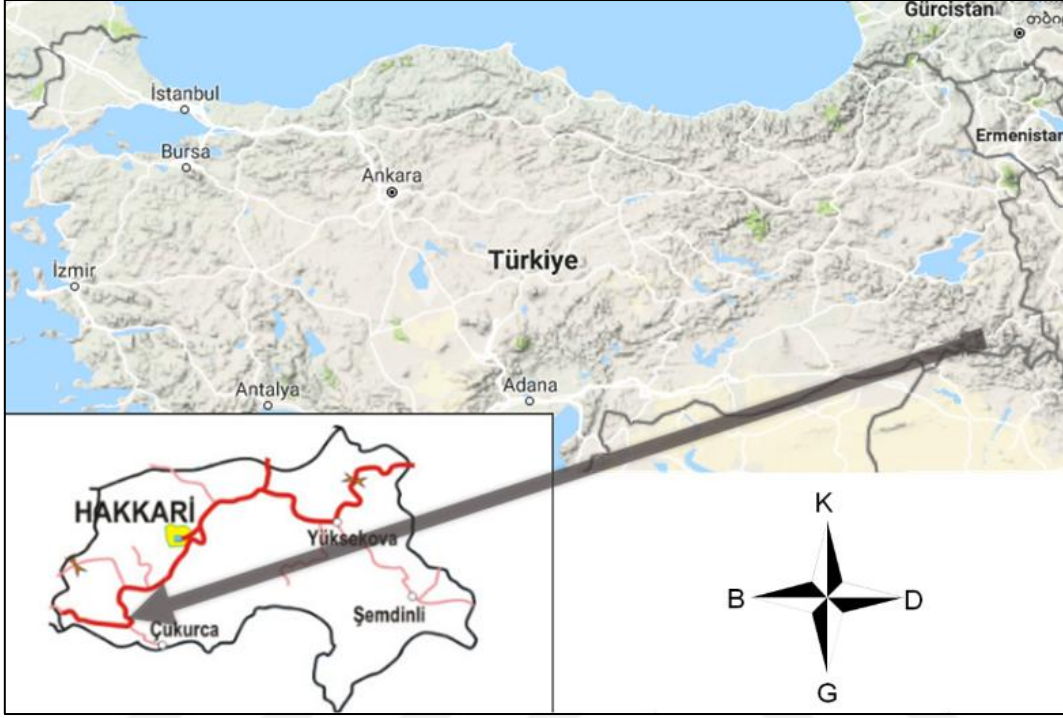 Gürcistan
İstanbul
Ermenistan
Bursa
Ankara
Türkiye
İzmir
Antalya
Adana
HAKKARİ
Yüksekova
Şemdinli
Çukurca
K
B
D
G